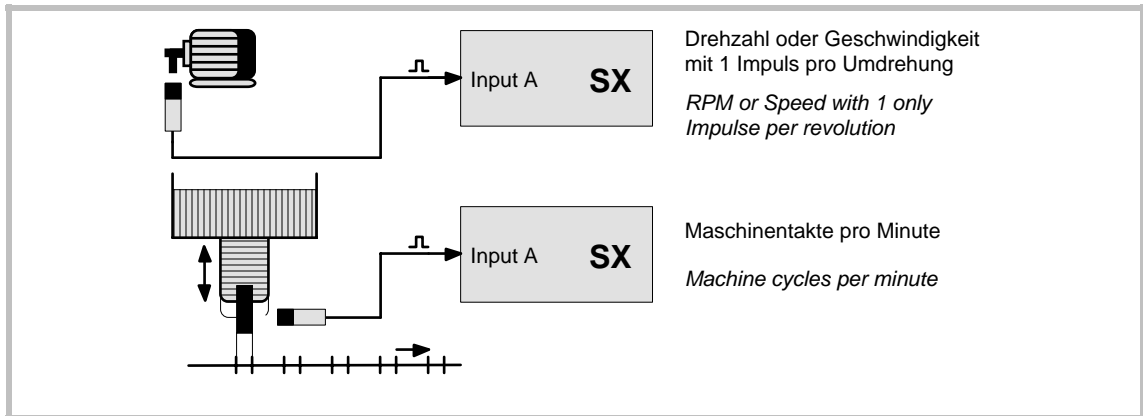 Input A
SX
Drehzahl oder Geschwindigkeit
mit 1 Impuls pro Umdrehung
RPM or Speed with 1 only
Impulse per revolution
Input A
SX
Maschinentakte pro Minute
Machine cycles per minute